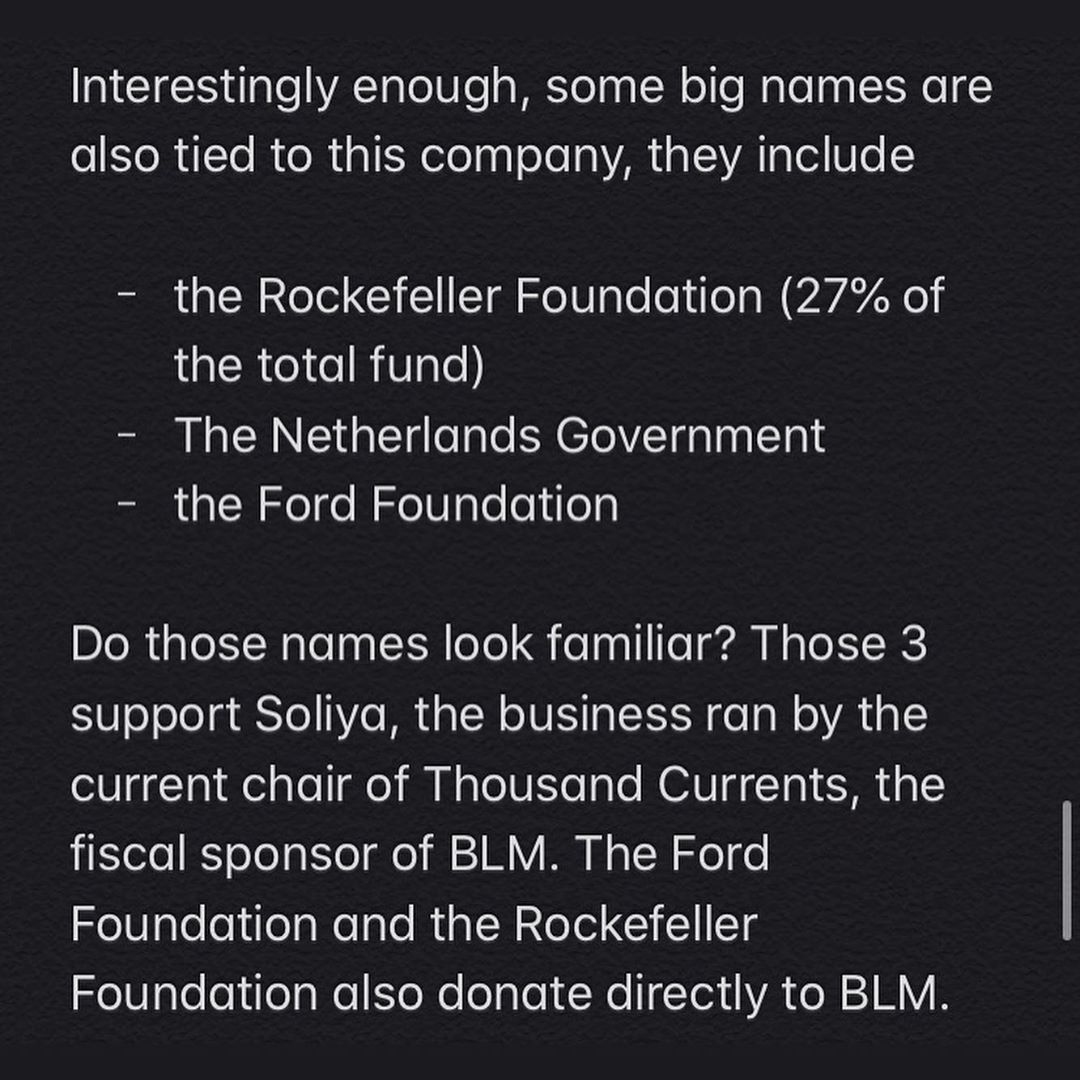 Interestingly enough, some big names are
also tied to this company, they include
- the Rockefeller Foundation (27% of
the total fund)
- The Netherlands Government
- the Ford Foundation
Do those names look familiar? Those 3
support Soliya, the business ran by the
current chair of Thousand Currents, the
fiscal sponsor of BLM. The Ford
Foundation and the Rockefeller
Foundation also donate directly to BLM.